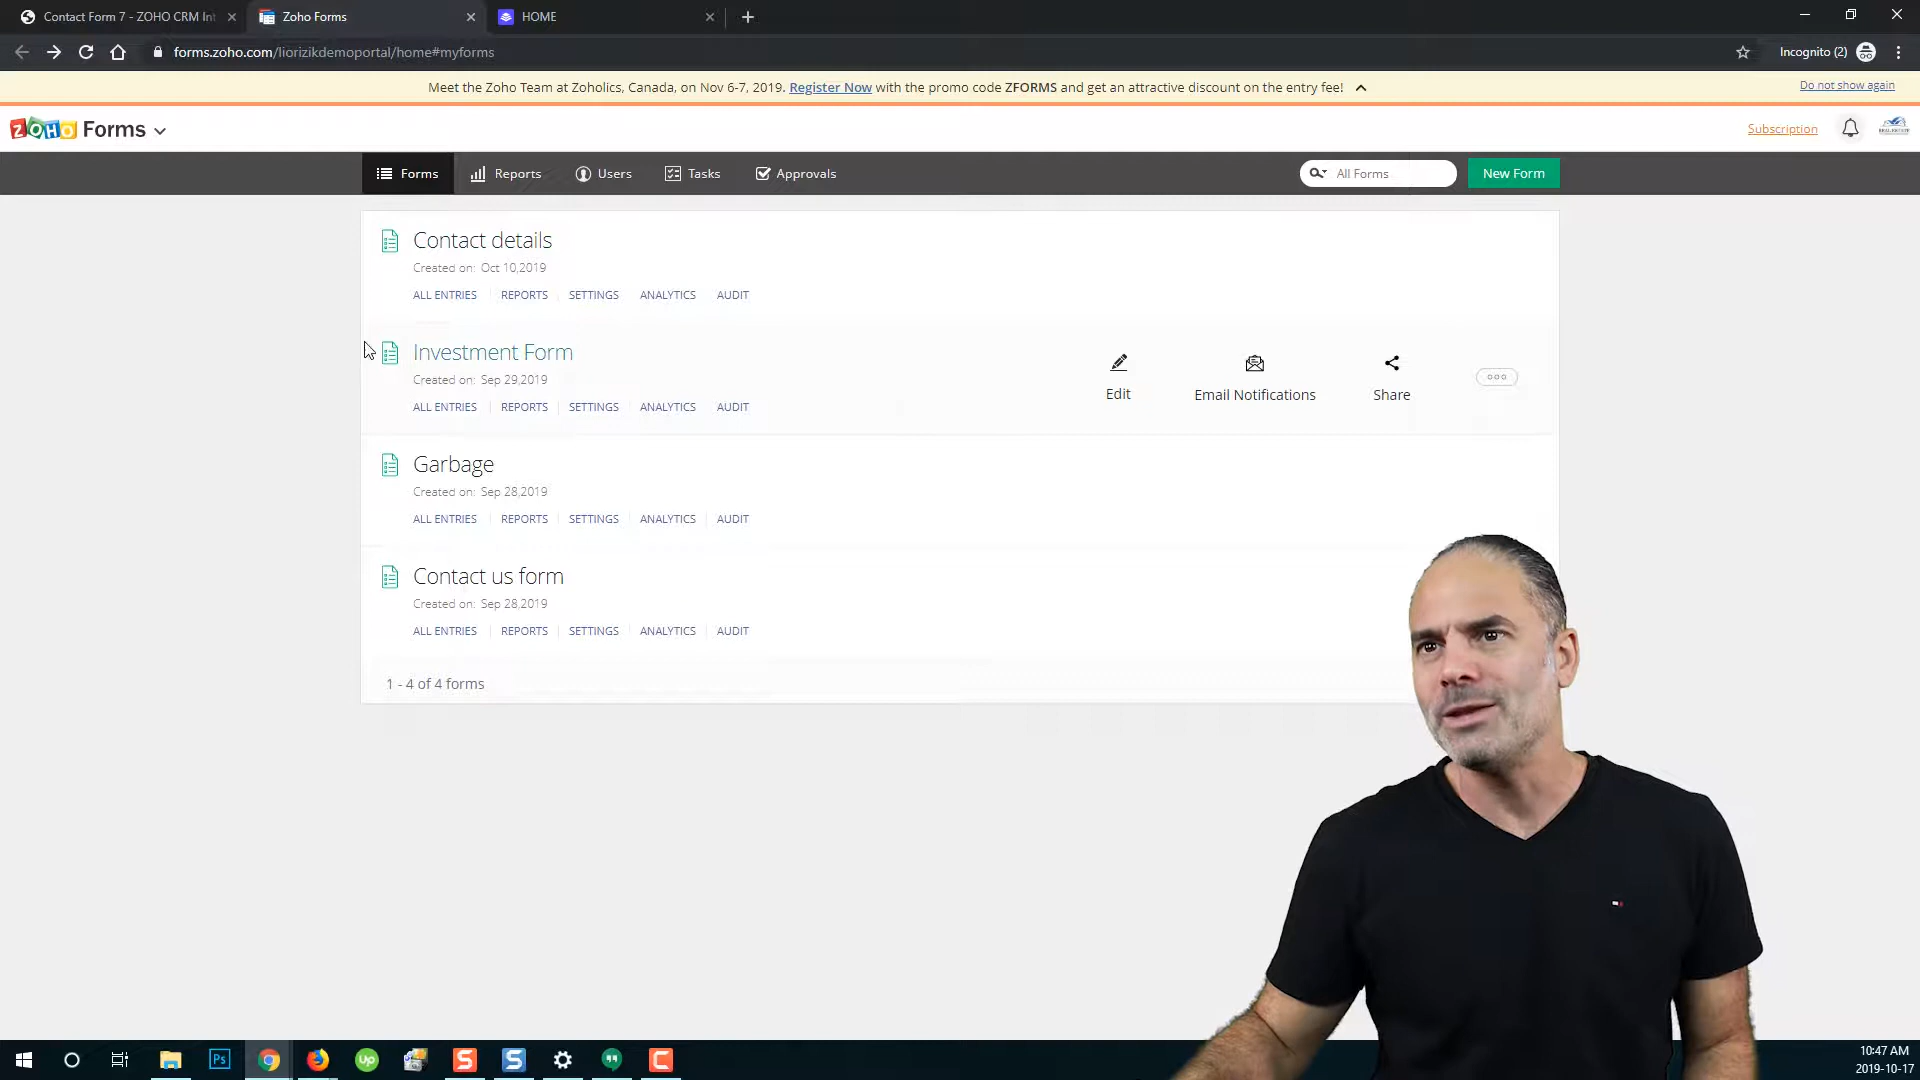 Contact Form 7 - ZOHO CRM Int
Zoho Forms
HOME
forms.zoho.com/liorizikdemoportal/home#myforms
Incognito (2)
Meet the Zoho Team at Zoholics, Canada, on Nov 6-7, 2019. Register Now with the promo code ZFORMS and get an attractive discount on the entry fee!
Do not show again
ZOHO Forms
Subscription
REAL ESTATE
Forms
Reports
Users
Tasks
Approvals
All Forms
New Form
Contact details
Created on: Oct 10,2019
ALL ENTRIES REPORTS SETTINGS ANALYTICS AUDIT
Investment Form
Created on: Sep 29,2019
ALL ENTRIES REPORTS SETTINGS ANALYTICS AUDIT
Edit
Email Notifications
Share
Garbage
Created on: Sep 28,2019
ALL ENTRIES REPORTS SETTINGS ANALYTICS AUDIT
Contact us form
Created on: Sep 28,2019
ALL ENTRIES REPORTS SETTINGS ANALYTICS AUDIT
1 - 4 of 4 forms
Ps
Up
S
S
C
10:47 AM
2019-10-17